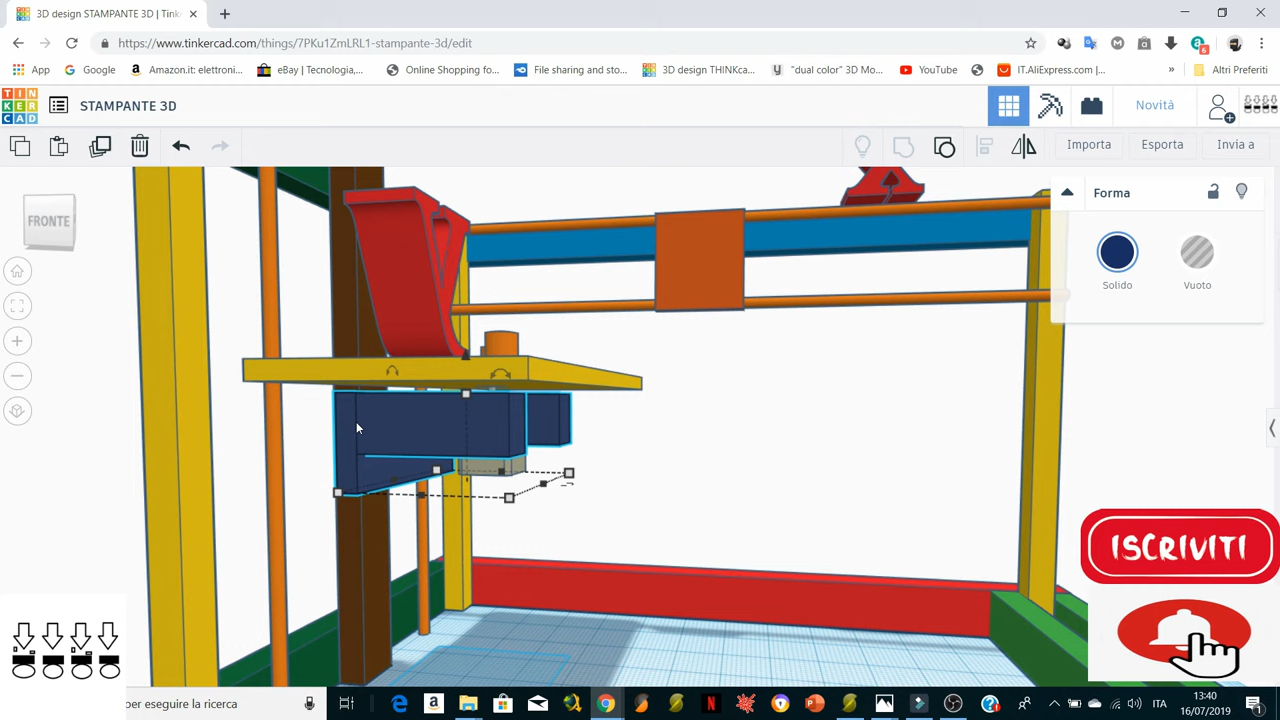 3D design STAMPANTE 3D | Tink
https://www.tinkercad.com/things/7PKu1ZmLRL1-stampante-3d/edit
App
Google
Amazon.it: elettroni...
eBay | Tecnologia,...
Online Shopping fo...
File sharing and sto...
3D design THINKca...
"dual color" 3D Mo...
YouTube
IT.AliExpress.com |...
»
Altri Preferiti
TIN
KER
CAD
STAMPANTE 3D
Novità
Importa
Esporta
Invia a
FRONTE
Forma
Solido
Vuoto
ISCRIVITI
per eseguire la ricerca
ITA
13:40
16/07/2019